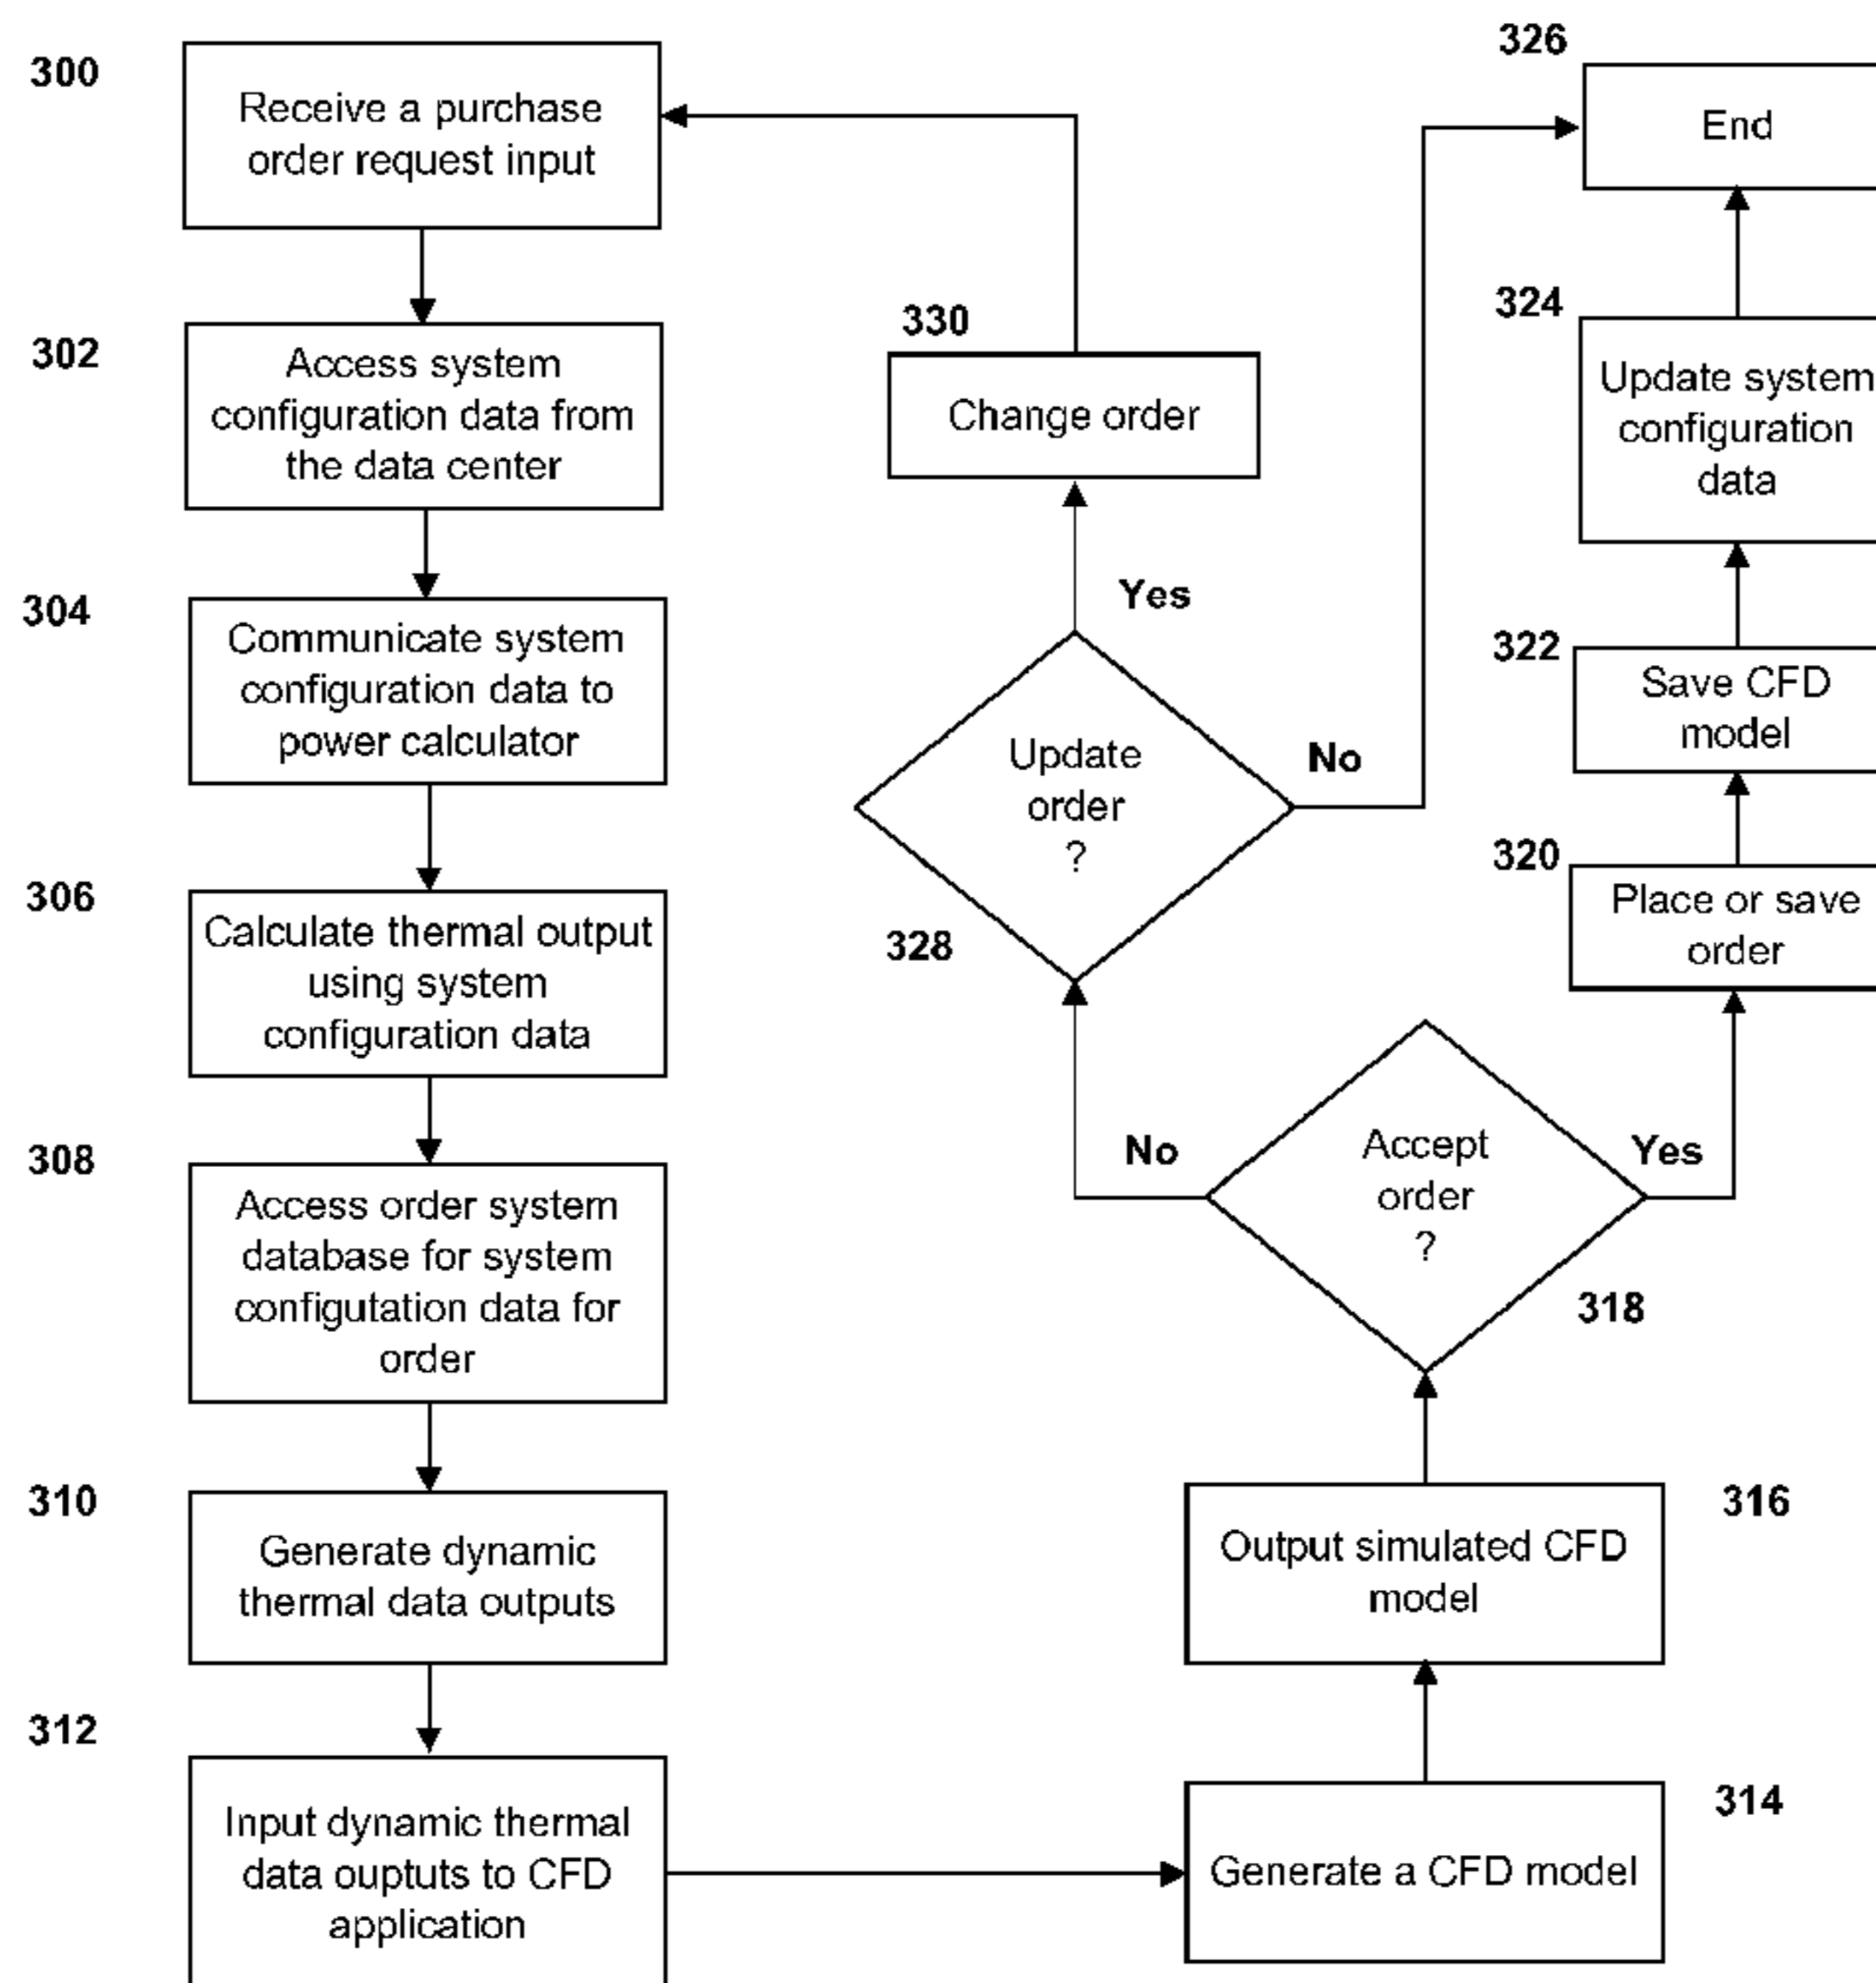 300
Receive a purchase
order request input
302
Access system
configuration data from
the data center
304
Communicate system
configuration data to
power calculator
306
Calculate thermal output
using system
configuration data
308
Access order system
database for system
configutation data for
order
310
Generate dynamic
thermal data outputs
312
Input dynamic thermal
data ouptuts to CFD
application
314
Generate a CFD model
316
Output simulated CFD
model
318
Accept
order
?
No
Yes
328
Update
order
?
Yes
No
330
Change order
320
Place or save
order
322
Save CFD
model
324
Update system
configuration
data
326
End